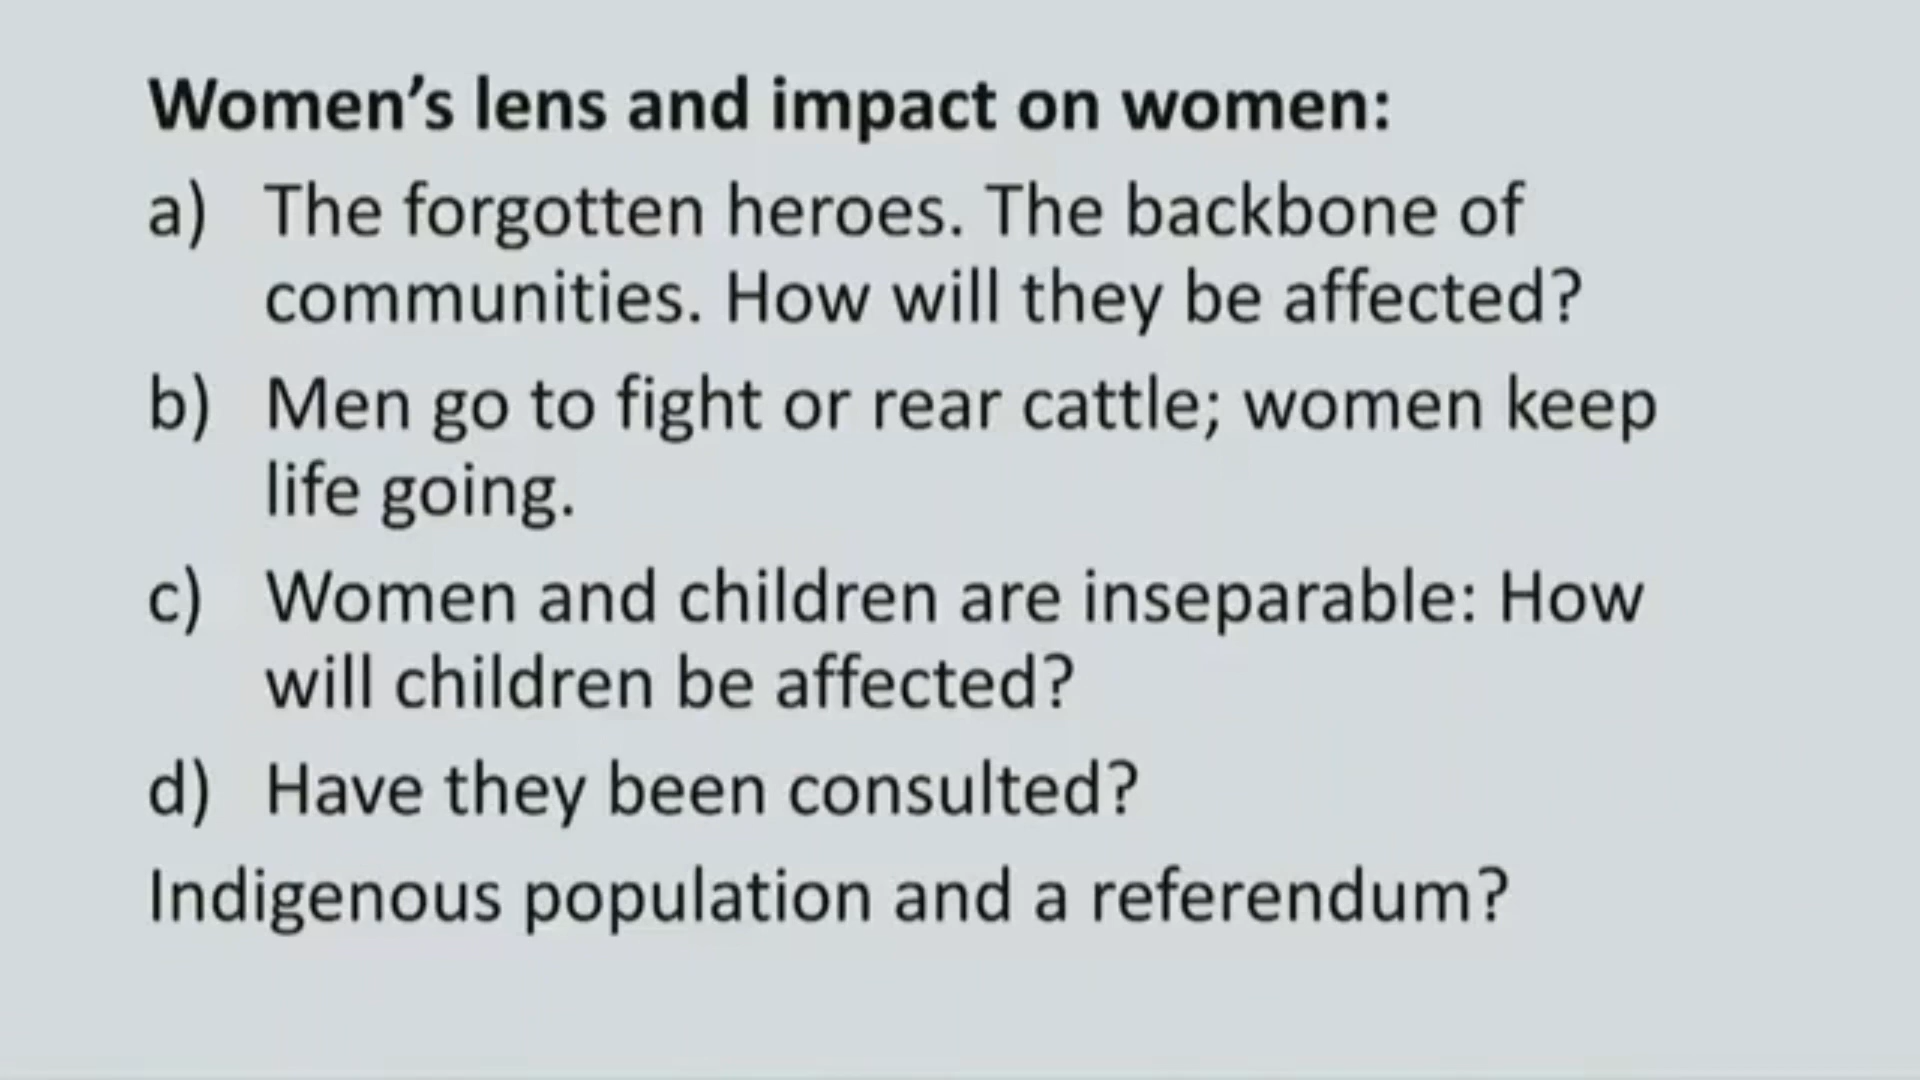 Women’s lens and impact on women:
a) The forgotten heroes. The backbone of
communities. How will they be affected?
b) Men go to fight or rear cattle; women keep
life going.
c) Women and children are inseparable: How
will children be affected?
d) Have they been consulted?
Indigenous population and a referendum?